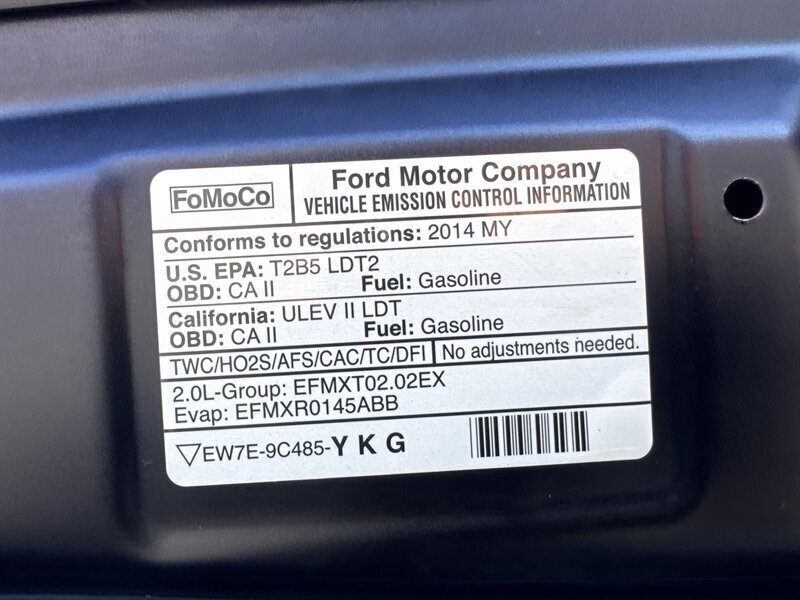 FoMoCo
Ford Motor Company
VEHICLE EMISSION CONTROL INFORMATION
Conforms to regulations: 2014 MY
U.S. EPA: T2B5 LDT2
OBD: CA II Fuel: Gasoline
California: ULEV II LDT
OBD: CA II Fuel: Gasoline
TWC/HO2S/AFS/CAC/TC/DFI No adjustments needed.
2.0L-Group: EFMXT02.02EX
Evap: EFMXR0145ABB
EW7E-9C485-Y K G